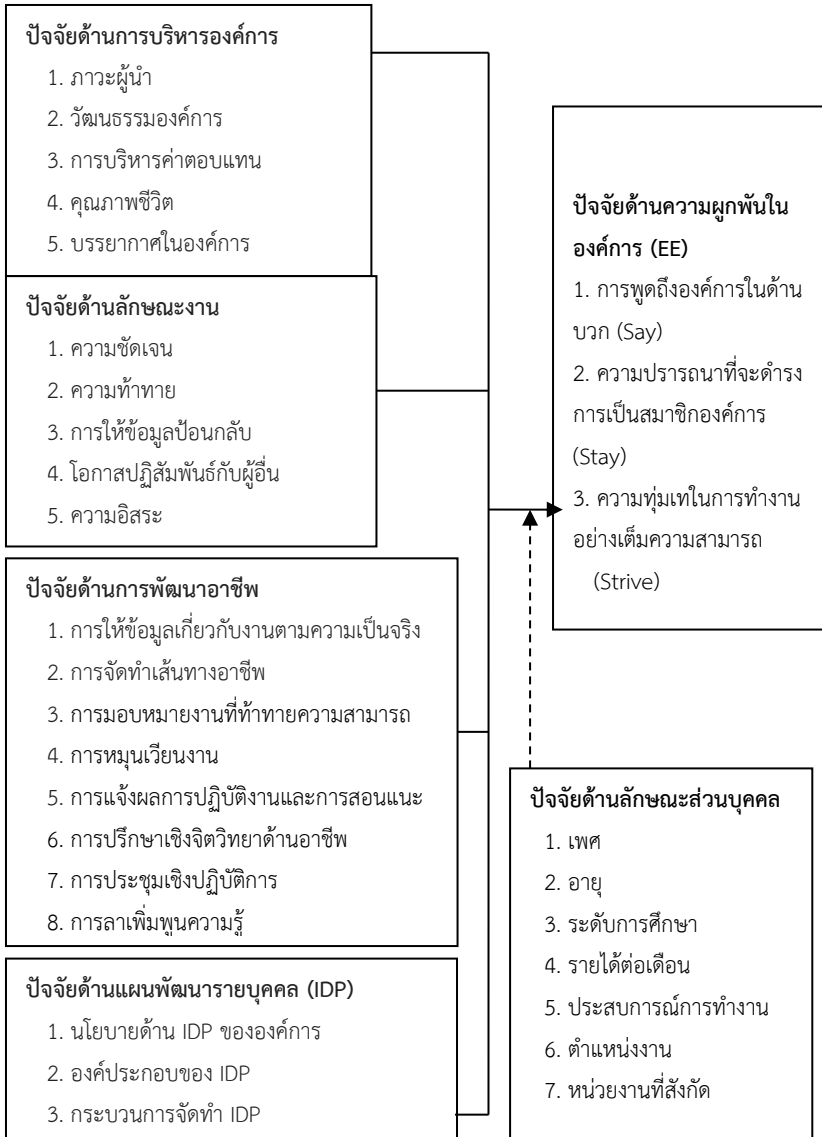 ปัจจัยด้านการบริหารองค์การ
1. ภาวะผู้นำ
2. วัฒนธรรมองค์การ
3. การบริหารค่าตอบแทน
4. คุณภาพชีวิต
5. บรรยากาศในองค์การ
ปัจจัยด้านลักษณะงาน
1. ความชัดเจน
2. ความท้าทาย
3. การให้ข้อมูลป้อนกลับ
4. โอกาสปฏิสัมพันธ์กับผู้อื่น
5. ความอิสระ
ปัจจัยด้านการพัฒนาอาชีพ
1. การให้ข้อมูลเกี่ยวกับงานตามความเป็นจริง
2. การจัดทำเส้นทางอาชีพ
3. การมอบหมายงานที่ท้าทายความสามารถ
4. การหมุนเวียนงาน
5. การแจ้งผลการปฏิบัติงานและการสอนแนะ
6. การปรึกษาเชิงจิตวิทยาด้านอาชีพ
7. การประชุมเชิงปฏิบัติการ
8. การลาเพิ่มพูนความรู้
ปัจจัยด้านแผนพัฒนารายบุคคล (IDP)
1. นโยบายด้าน IDP ขององค์การ
2. องค์ประกอบของ IDP
3. กระบวนการจัดทำ IDP
ปัจจัยด้านความผูกพันใน
องค์การ (EE)
1. การพูดถึงองค์การในด้าน
บวก (Say)
2. ความปรารถนาที่จะดำรง
การเป็นสมาชิกองค์การ
(Stay)
3. ความทุ่มเทในการทำงาน
อย่างเต็มความสามารถ
(Strive)
ปัจจัยด้านลักษณะส่วนบุคคล
1. เพศ
2. อายุ
3. ระดับการศึกษา
4. รายได้ต่อเดือน
5. ประสบการณ์การทำงาน
6. ตำแหน่งงาน
7. หน่วยงานที่สังกัด